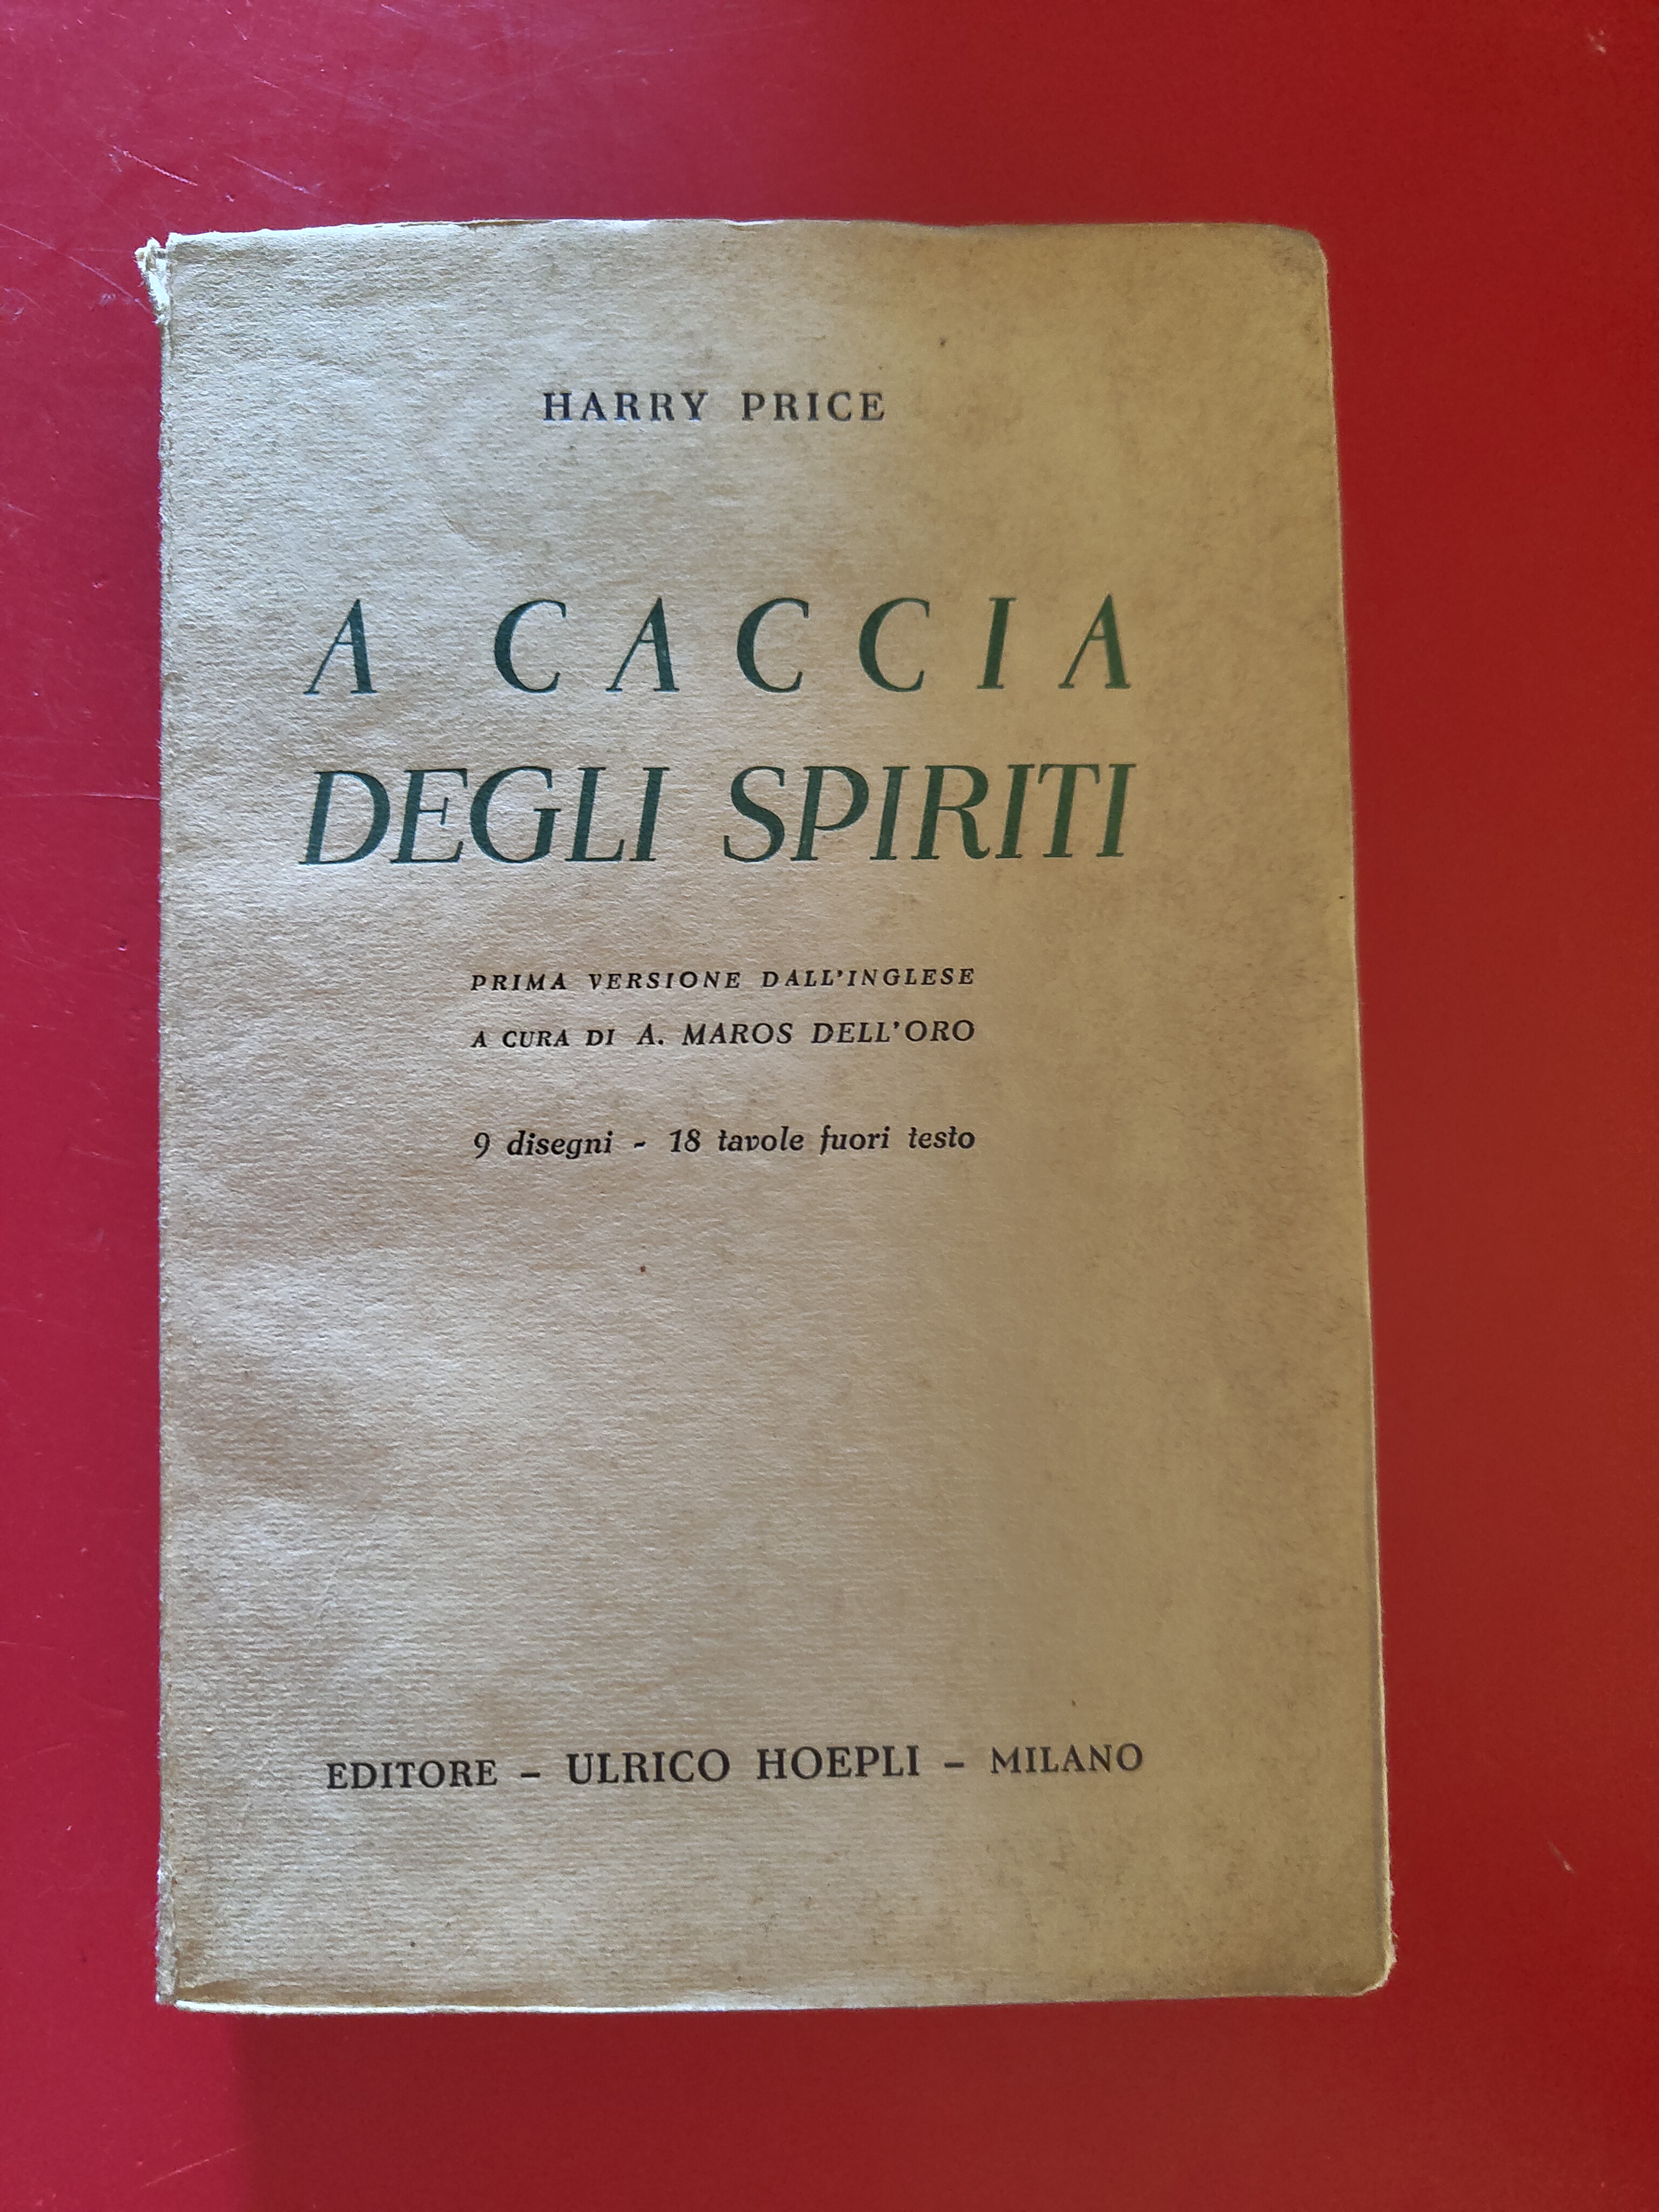 HARRY PRICE
A CACCIA
DEGLI SPIRITI
PRIMA VERSIONE DALL'INGLESE
A CURA DI A. MAROS DELL'ORO
9 disegni - 18 tavole fuori testo
EDITORE - ULRICO HOEPLI - MILANO